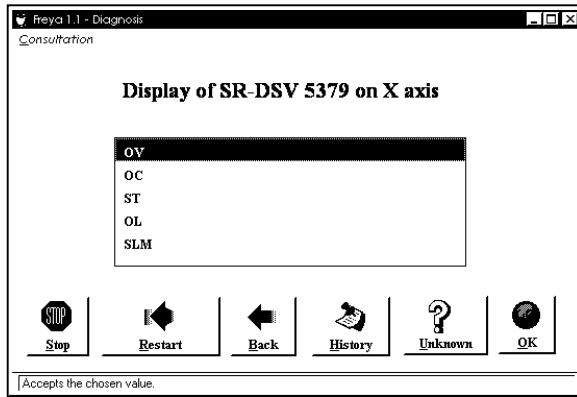 Freya 1.1 - Diagnosis
Consultation
Display of SR-DSV 5379 on X axis
OV
OC
ST
OL
SLM
STOP
Stop Restart Back History Unknown OK
Accepts the chosen value.